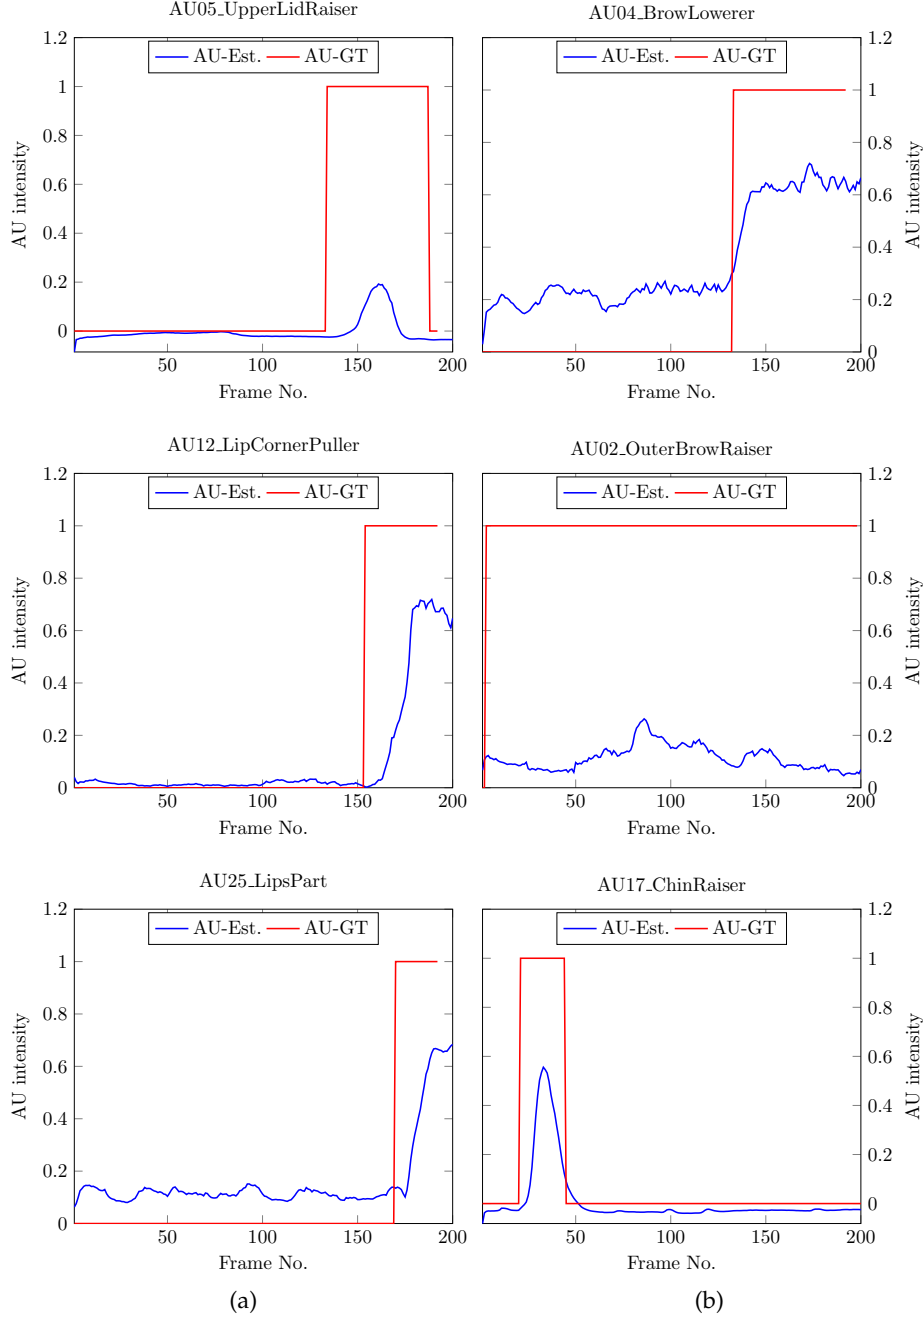 AU05_UpperLidRaiser
1.2
AU-Est. AU-GT
1
0.8
0.6
0.4
0.2
0
AU intensity
50 100 150 200
Frame No.
AU04_BrowLowerer
1.2
AU-Est. AU-GT
1
0.8
0.6
0.4
0.2
0
AU intensity
50 100 150 200
Frame No.
AU12_LipCornerPuller
1.2
AU-Est. AU-GT
1
0.8
0.6
0.4
0.2
0
AU intensity
50 100 150 200
Frame No.
AU02_OuterBrowRaiser
1.2
AU-Est. AU-GT
1
0.8
0.6
0.4
0.2
0
AU intensity
50 100 150 200
Frame No.
AU25_LipsPart
1.2
AU-Est. AU-GT
1
0.8
0.6
0.4
0.2
0
AU intensity
50 100 150 200
Frame No.
AU17_ChinRaiser
1.2
AU-Est. AU-GT
1
0.8
0.6
0.4
0.2
0
AU intensity
50 100 150 200
Frame No.
(a) (b)